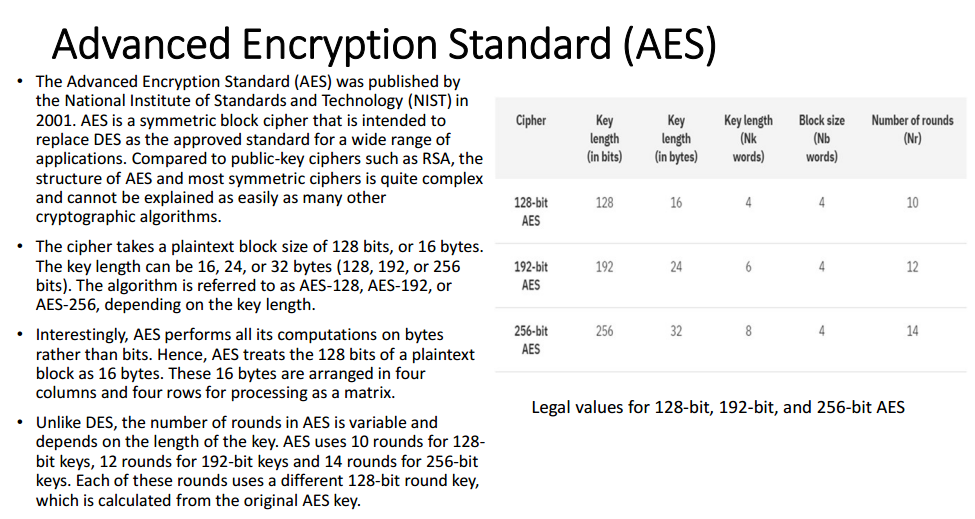 Advanced Encryption Standard (AES)
• The Advanced Encryption Standard (AES) was published by
the National Institute of Standards and Technology (NIST) in
2001. AES is a symmetric block cipher that is intended to
replace DES as the approved standard for a wide range of
applications. Compared to public-key ciphers such as RSA, the
structure of AES and most symmetric ciphers is quite complex
and cannot be explained as easily as many other
cryptographic algorithms.
• The cipher takes a plaintext block size of 128 bits, or 16 bytes.
The key length can be 16, 24, or 32 bytes (128, 192, or 256
bits). The algorithm is referred to as AES-128, AES-192, or
AES-256, depending on the key length.
• Interestingly, AES performs all its computations on bytes
rather than bits. Hence, AES treats the 128 bits of a plaintext
block as 16 bytes. These 16 bytes are arranged in four
columns and four rows for processing as a matrix.
• Unlike DES, the number of rounds in AES is variable and
depends on the length of the key. AES uses 10 rounds for 128-
bit keys, 12 rounds for 192-bit keys and 14 rounds for 256-bit
keys. Each of these rounds uses a different 128-bit round key,
which is calculated from the original AES key.
Cipher Key Key Key length Block size Number of rounds
length length (Nk (Nb (Nr)
(in bits) (in bytes) words) words)
128-bit 128 16 4 4 10
AES
192-bit 192 24 6 4 12
AES
256-bit 256 32 8 4 14
AES
Legal values for 128-bit, 192-bit, and 256-bit AES